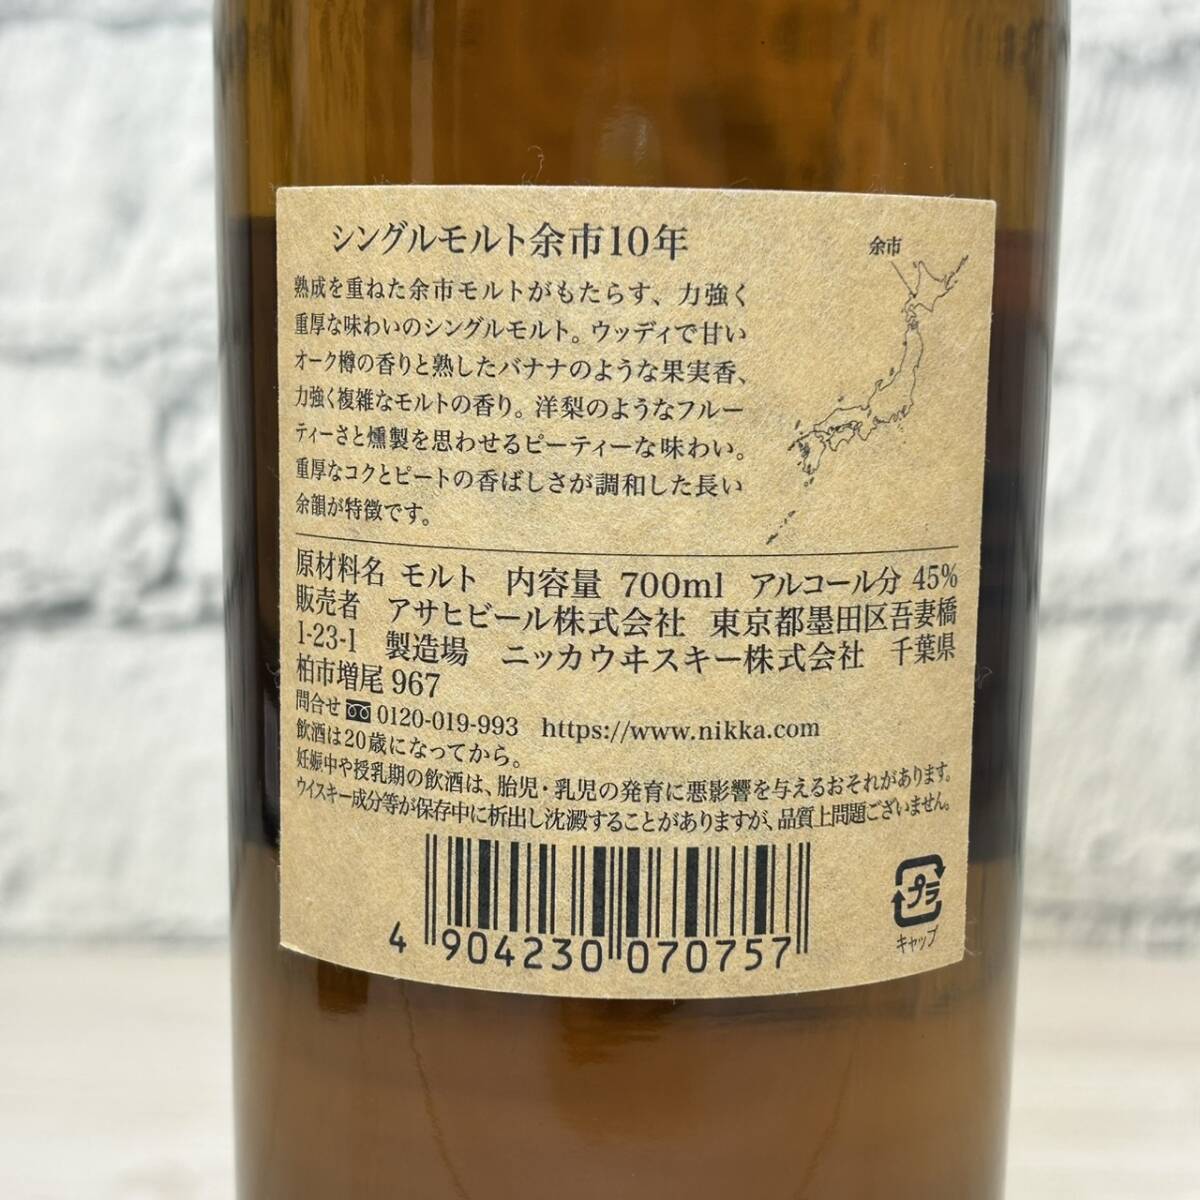 シングルモルト余市10年
余市
熟成を重ねた余市モルトがもたらす、力強く
重厚な味わいのシングルモルト。ウッディで甘い
オーク樽の香りと熟したバナナのような果実香、
力強く複雑なモルトの香り。洋梨のようなフルー
ティーさと燻製を思わせるピーティーな味わい。
重厚なコクとピートの香ばしさが調和した長い
余韻が特徴です。
原材料名 モルト 内容量 700ml アルコール分 45%
販売者 アサヒビール株式会社 東京都墨田区吾妻橋
1-23-1 製造場 ニッカウヰスキー株式会社 千葉県
柏市増尾967
問合せ 0120-019-993 https://www.nikka.com
飲酒は20歳になってから。
妊娠中や授乳期の飲酒は、胎児・乳児の発育に悪影響を与えるおそれがあります。
ウイスキー成分等が保存中に析出し沈澱することがありますが、品質上問題ございません。
4 904230 070757
プラ
キャップ